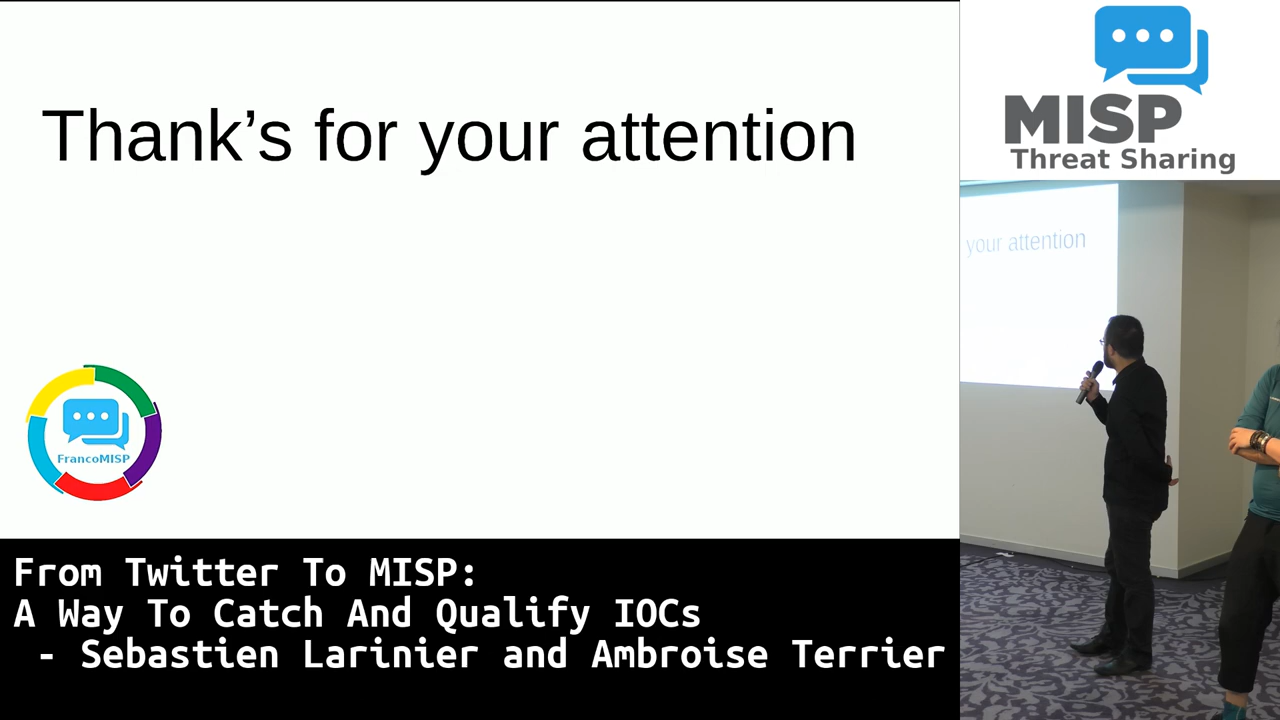 Thank’s for your attention
FrancoMISP
From Twitter To MISP:
A Way To Catch And Qualify IOCs
- Sebastien Larinier and Ambroise Terrier
MISP
Threat Sharing
your attention